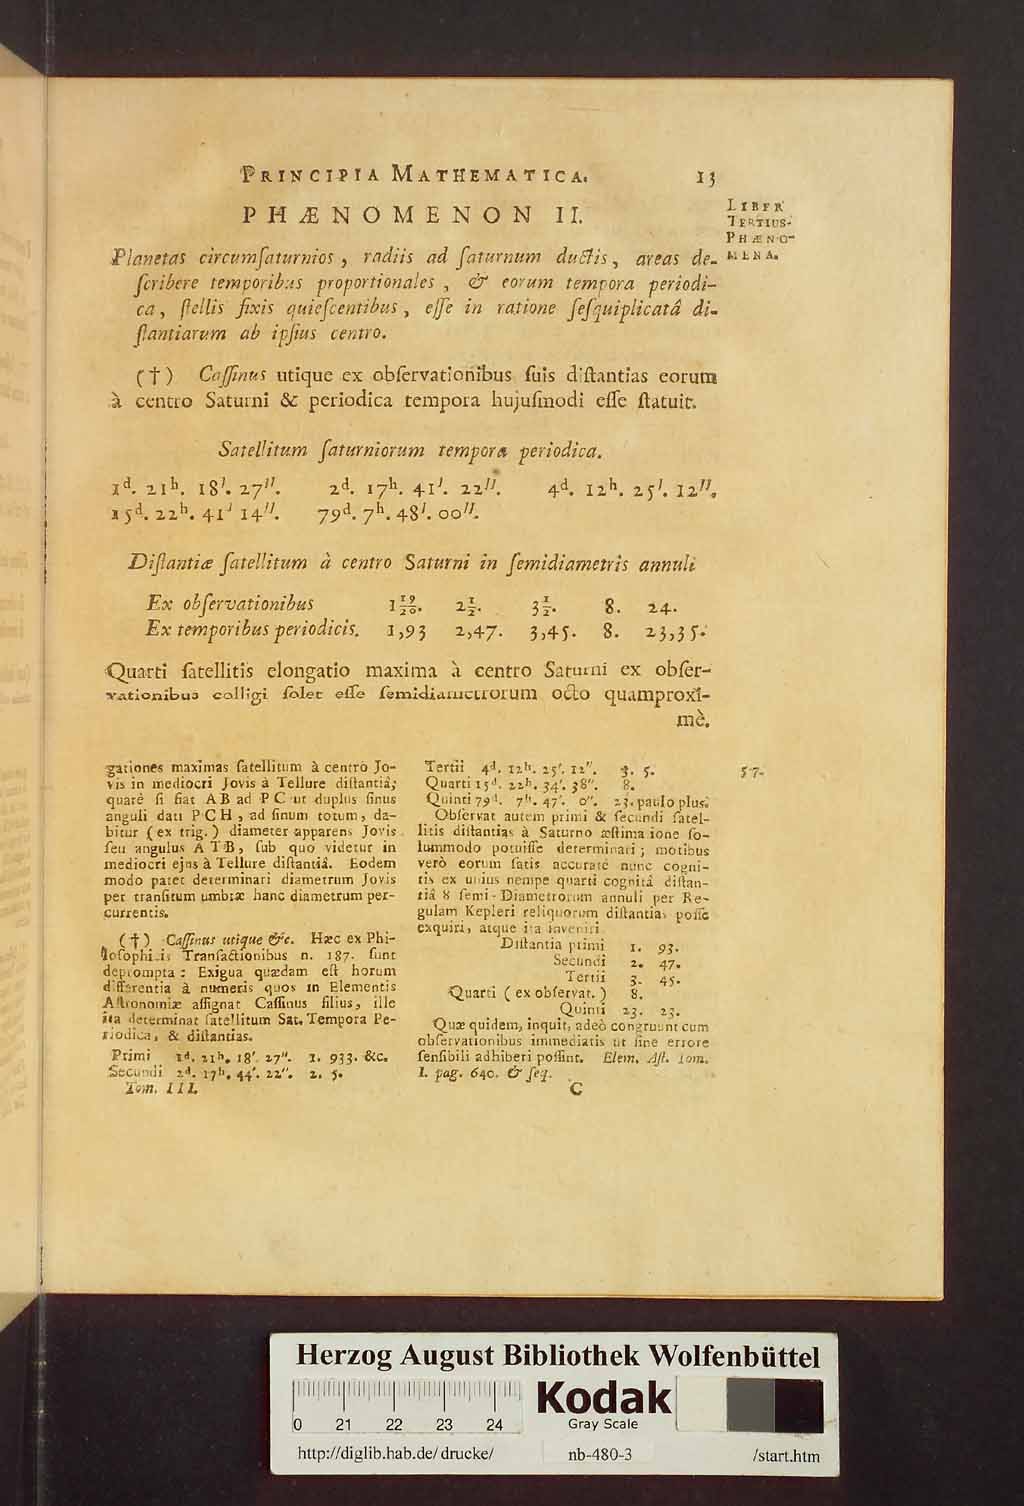 PRINCIPIA MATHEMATICA. 13
LIBER
TERTIUS.
PHÆNO-
MENA.
PHÆNOMENON II.
Planetas circumſaturnios, radiis ad ſaturnum ductis, areas de-
ſcribere temporibus proportionales, & eorum tempora periodi-
ca, ſtellis fixis quieſcentibus, eſſe in ratione ſeſquiplicatâ di-
ſtantiarum ab ipſius centro.
(†) Caſſinus utique ex obſervationibus ſuis diſtantias eorum
à centro Saturni & periodica tempora hujuſmodi eſſe ſtatuit.
Satellitum ſaturniorum tempora periodica.
1d. 21h. 18′. 27″. 2d. 17h. 41′. 22″. 4d. 12h. 25′. 12″.
15d. 22h. 41′ 14″. 79d. 7h. 48′. 00″.
Diſtantiæ ſatellitum à centro Saturni in ſemidiametris annuli
Ex obſervationibus 1 19/20. 2 1/2. 3 1/2. 8. 24.
Ex temporibus periodicis. 1,93 2,47. 3,45. 8. 23,35.
Quarti ſatellitis elongatio maxima à centro Saturni ex obſer-
vationibus colligi ſolet eſſe ſemidiametrorum octo quamproxi-
mè.
gationes maximas ſatellitum à centro Jo-
vis in mediocri Jovis à Tellure diſtantiâ;
quarè ſi fiat AB ad PC ut duplus ſinus
anguli dati PCH, ad ſinum totum, da-
bitur (ex trig.) diameter apparens Jovis
ſeu angulus ATB, ſub quo videtur in
mediocri ejus à Tellure diſtantiâ. Eodem
modo patet determinari diametrum Jovis
per tranſitum umbræ hanc diametrum per-
currentis.
(†) Caſſinus utique &c. Hæc ex Phi-
loſophicis Tranſactionibus n. 187. ſunt
deprompta: Exigua quædam eſt horum
differentia à numeris quos in Elementis
Aſtronomiæ aſſignat Caſſinus filius, ille
ita determinat ſatellitum Sat. Tempora Pe-
riodica, & diſtantias.
Primi 1d. 21h. 18′. 27″. 1. 933. &c.
Secundi 2d. 17h. 44′. 22″. 2. 5.
Tom. III.
Tertii 4d. 12h. 25′. 12″. 3. 5. 57.
Quarti 15d. 22h. 34′. 38″. 8.
Quinti 79d. 7h. 47′. 0″. 23. paulo plus.
Obſervat autem primi & ſecundi ſatel-
litis diſtantias à Saturno æſtimatione ſo-
lummodo potuiſſe determinari; motibus
verò eorum ſatis accuratè nunc cogni-
tis ex unius nempe quarti cognitâ diſtan-
tiâ 8 ſemi-Diametrorum annuli per Re-
gulam Kepleri reliquorum diſtantias poſſe
exquiri, atque ita inveniri
Diſtantia primi 1. 93.
Secundi 2. 47.
Tertii 3. 45.
Quarti (ex obſervat.) 8.
Quinti 23. 23.
Quæ quidem, inquit, adeò congruunt cum
obſervationibus immediatis ut ſine errore
ſenſibili adhiberi poſſint. Elem. Aſt. Tom.
I. pag. 640. & ſeq.
C
Herzog August Bibliothek Wolfenbüttel
0 21 22 23 24
Kodak
Gray Scale
http://diglib.hab.de/drucke/ nb-480-3 /start.htm